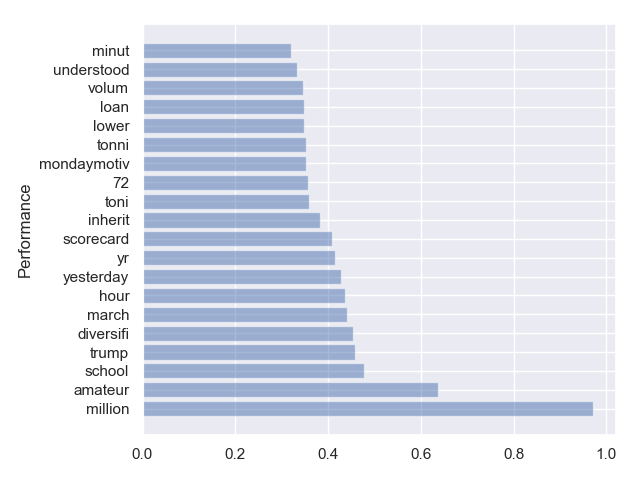 minut
understood
volum
loan
lower
tonni
mondaymotiv
72
toni
inherit
scorecard
yr
yesterday
hour
march
diversifi
trump
school
amateur
million
Performance
0.0 0.2 0.4 0.6 0.8 1.0